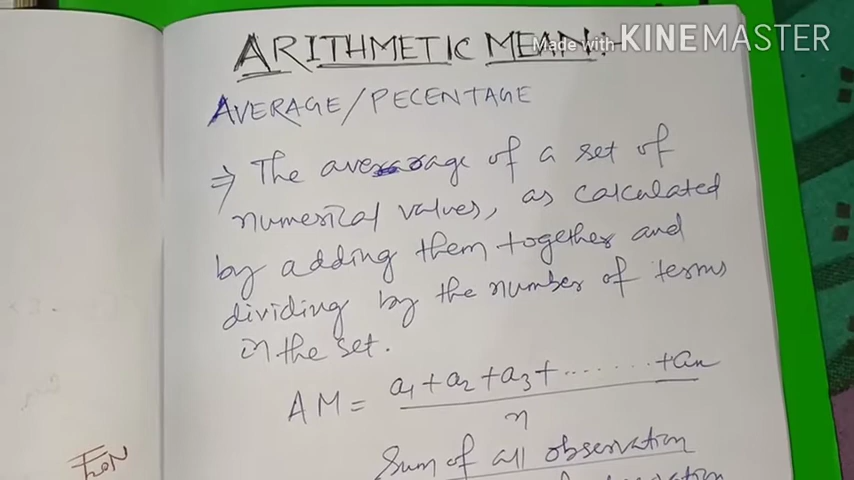 ARITHMETIC MEAN:-
Made with KINEMASTER
AVERAGE/PECENTAGE
⇒ The average of a set of
numerical values, as calculated
by adding them together and
dividing by the number of terms
in the set.
AM = a1+a2+a3+.......+an
n
Sum of all observation